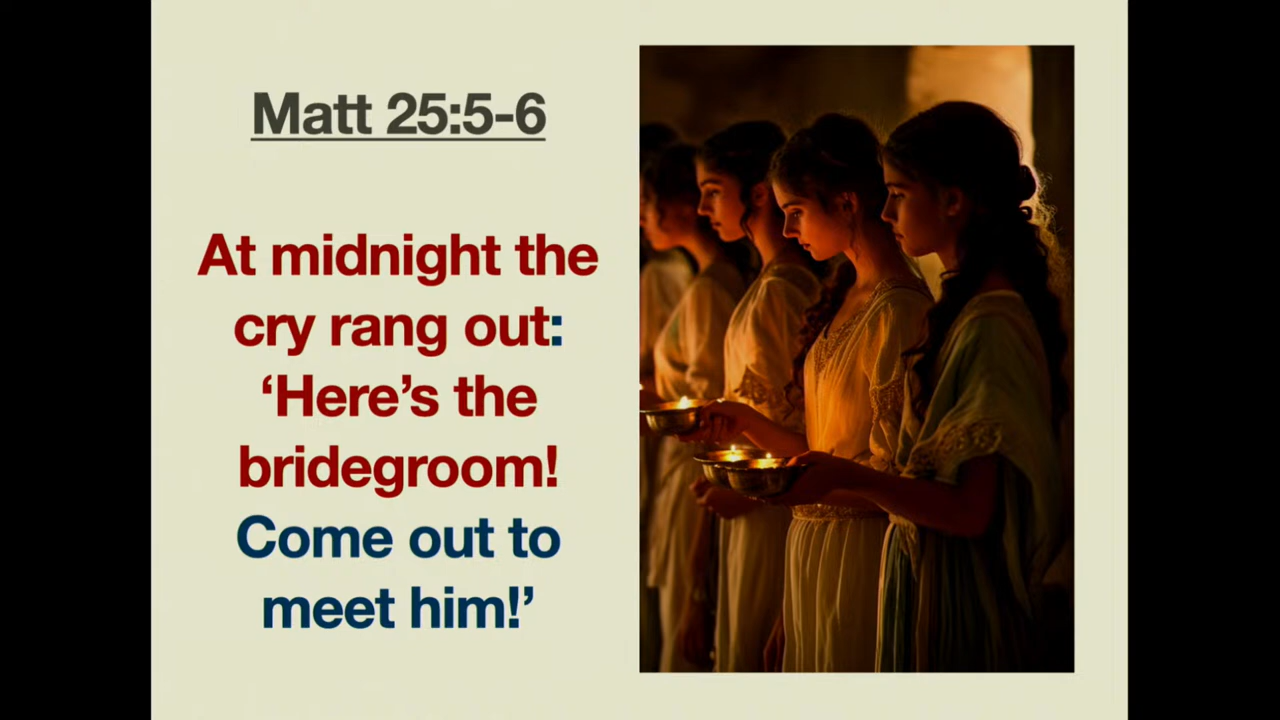 Matt 25:5-6
At midnight the
cry rang out:
‘Here’s the
bridegroom!
Come out to
meet him!’